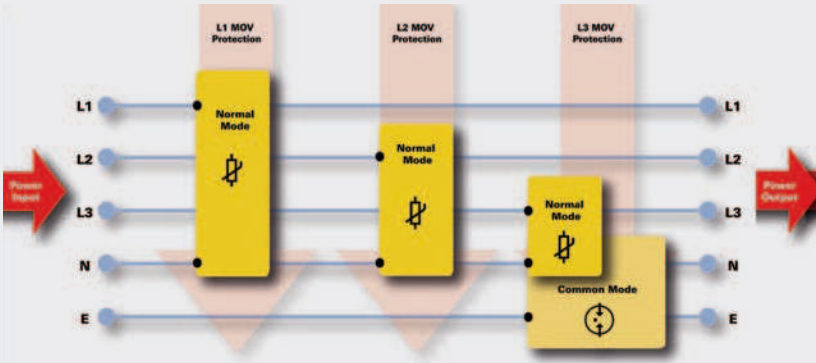 L1 MOV
Protection
L2 MOV
Protection
L3 MOV
Protection
L1
Normal
Mode
L1
L2
Normal
Mode
L2
Power
Input
Power
Output
L3
Normal
Mode
L3
N
N
Common Mode
E
E